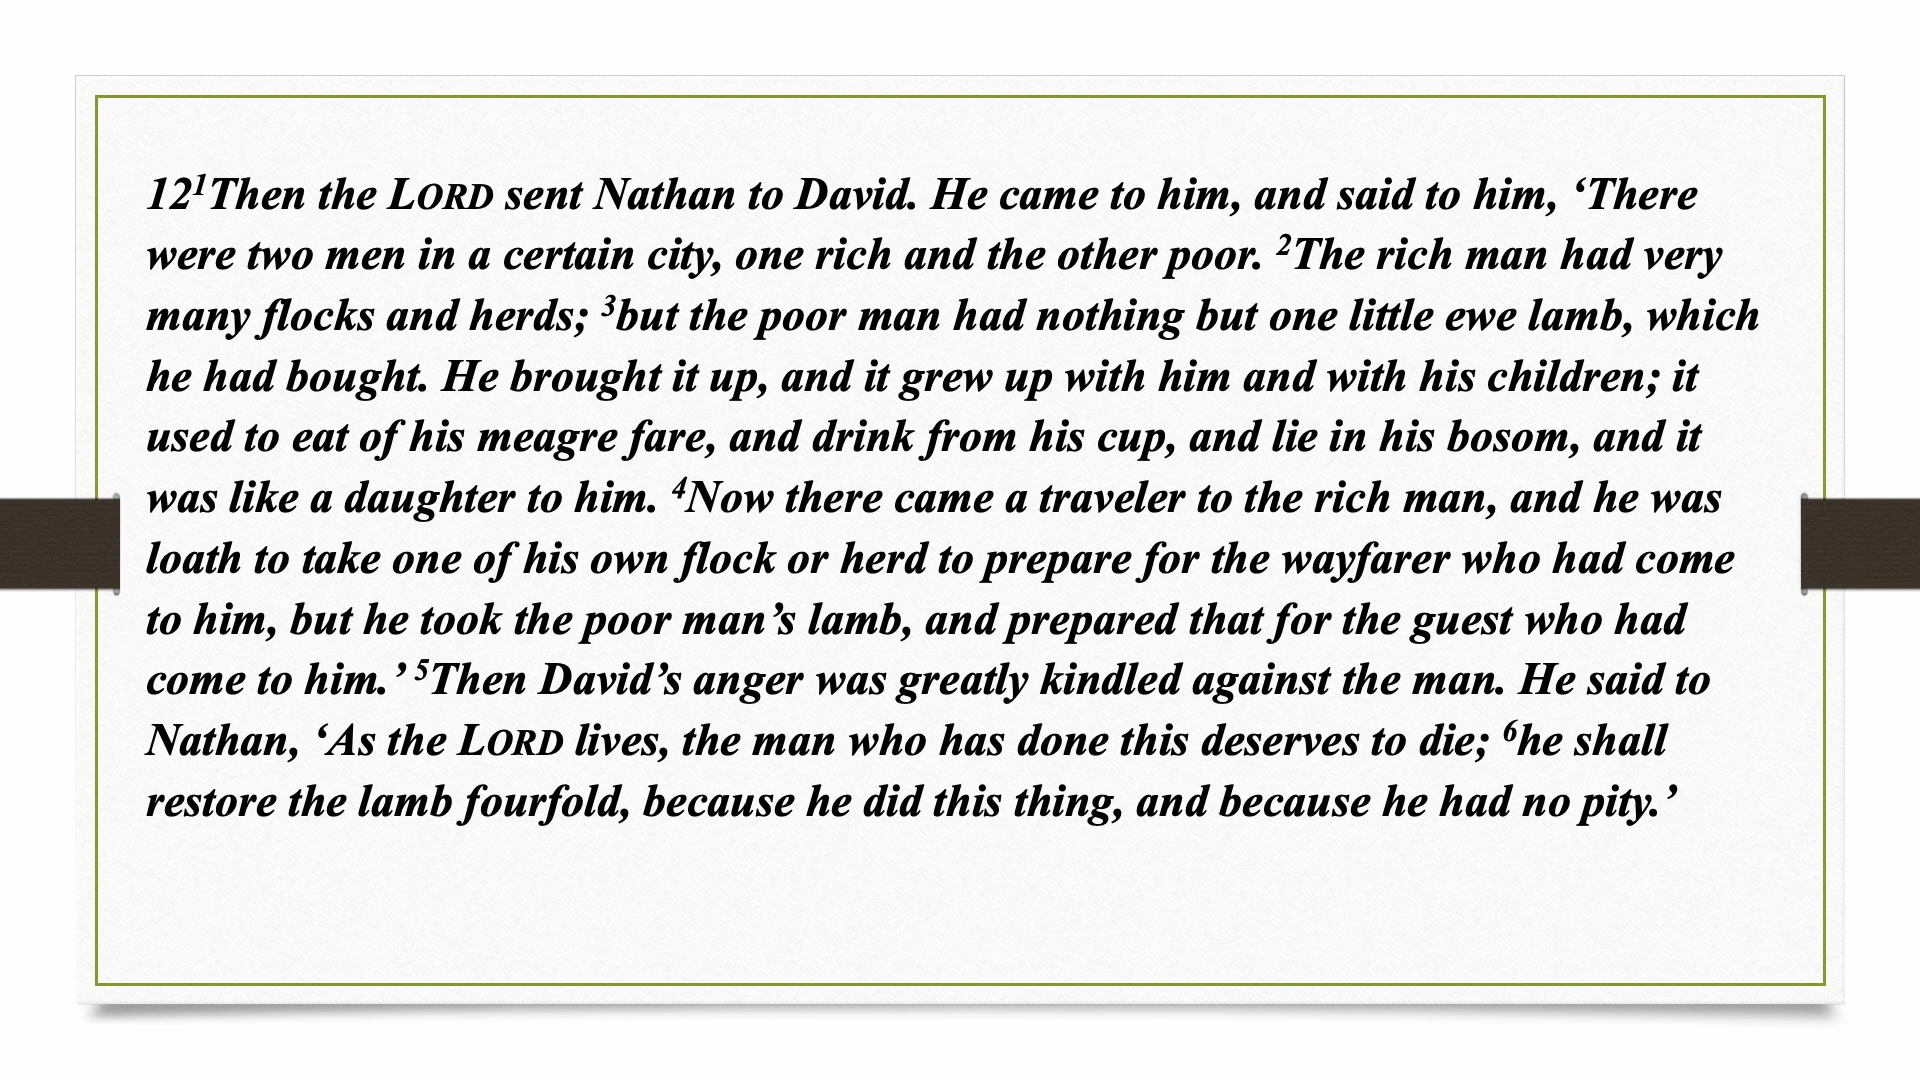 12¹Then the LORD sent Nathan to David. He came to him, and said to him, ‘There
were two men in a certain city, one rich and the other poor. ²The rich man had very
many flocks and herds; ³but the poor man had nothing but one little ewe lamb, which
he had bought. He brought it up, and it grew up with him and with his children; it
used to eat of his meagre fare, and drink from his cup, and lie in his bosom, and it
was like a daughter to him. ⁴Now there came a traveler to the rich man, and he was
loath to take one of his own flock or herd to prepare for the wayfarer who had come
to him, but he took the poor man’s lamb, and prepared that for the guest who had
come to him.’ ⁵Then David’s anger was greatly kindled against the man. He said to
Nathan, ‘As the LORD lives, the man who has done this deserves to die; ⁶he shall
restore the lamb fourfold, because he did this thing, and because he had no pity.’